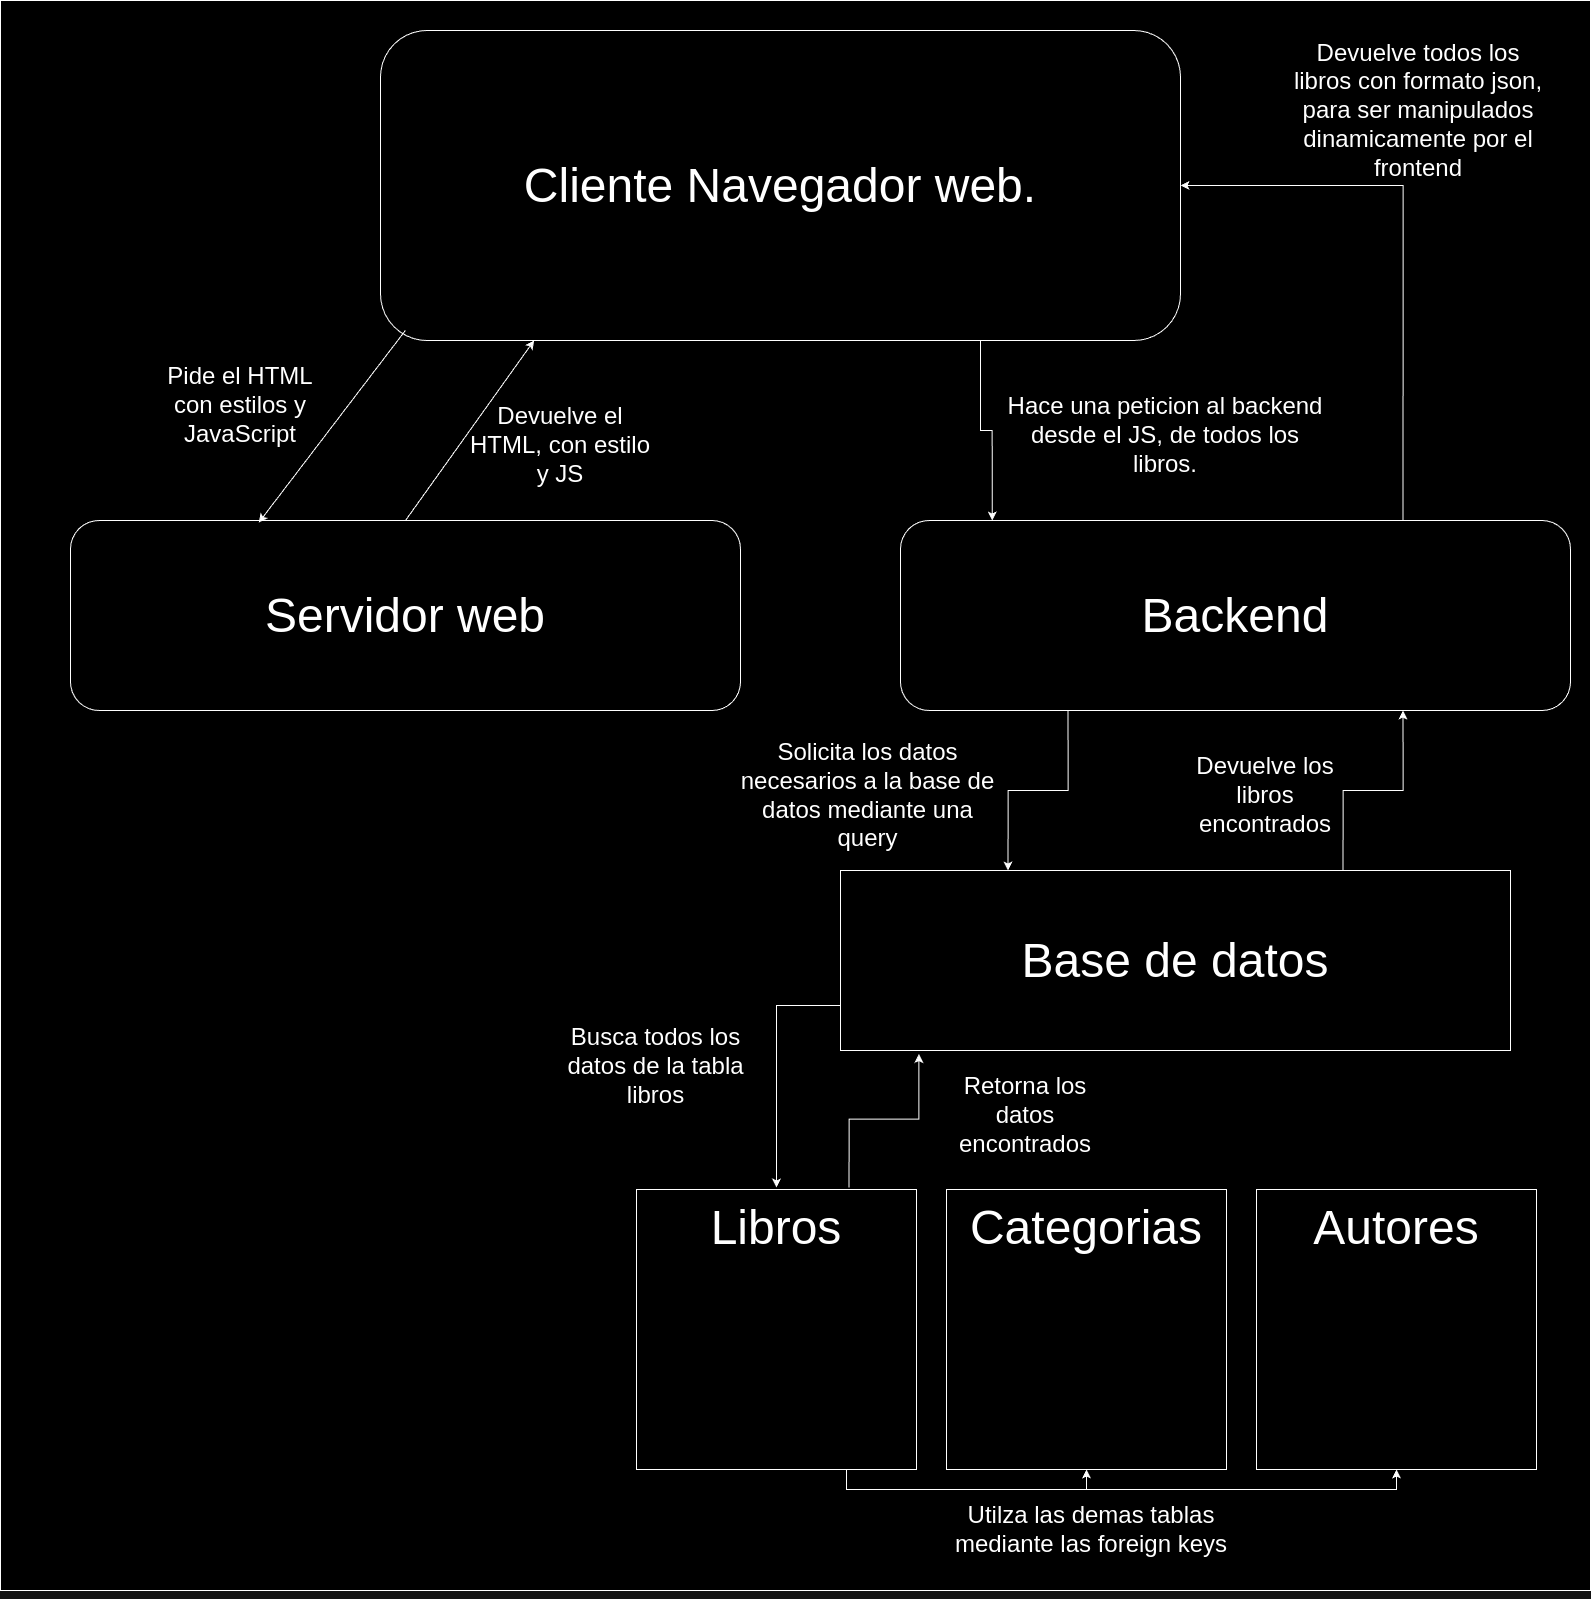 Cliente Navegador web.
Devuelve todos los
libros con formato json,
para ser manipulados
dinamicamente por el
frontend
Pide el HTML
con estilos y
JavaScript
Devuelve el
HTML, con estilo
y JS
Hace una peticion al backend
desde el JS, de todos los
libros.
Servidor web
Backend
Solicita los datos
necesarios a la base de
datos mediante una
query
Devuelve los
libros
encontrados
Base de datos
Busca todos los
datos de la tabla
libros
Retorna los
datos
encontrados
Libros
Categorias
Autores
Utilza las demas tablas
mediante las foreign keys